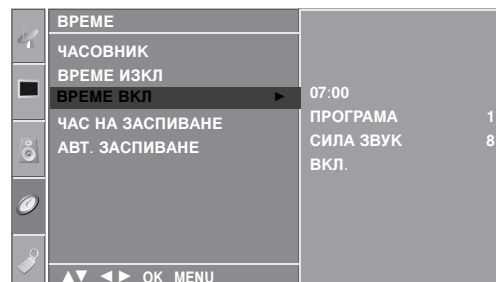 ВРЕМЕ
ЧАСОВНИК
ВРЕМЕ ИЗКЛ
ВРЕМЕ ВКЛ ►
ЧАС НА ЗАСПИВАНЕ
АВТ. ЗАСПИВАНЕ
07:00
ПРОГРАМА 1
СИЛА ЗВУК 8
ВКЛ.
▲▼ ◄► OK MENU